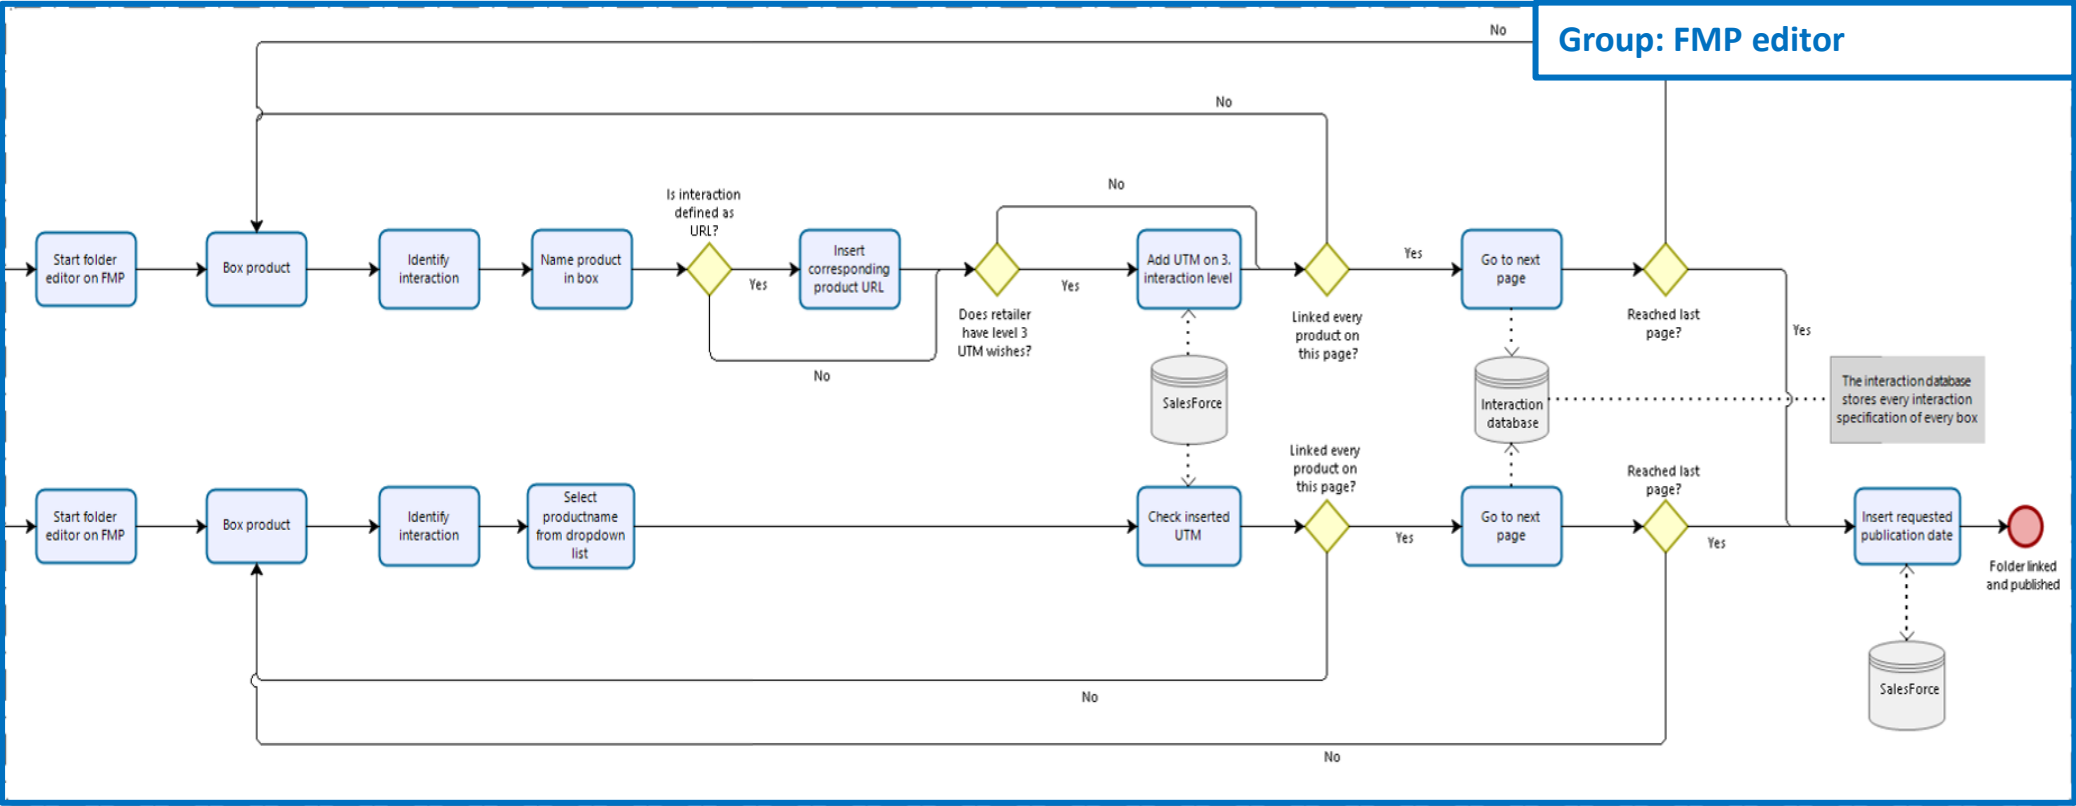 No
Group: FMP editor
No
Is interaction
defined as
URL?
No
Start folder
editor on FMP
Box product
Identify
interaction
Name product
in box
Yes
Insert
corresponding
product URL
Yes
Add UTM on 3.
interaction level
Yes
Go to next
page
Does retailer
have level 3
UTM wishes?
Linked every
product on
this page?
Reached last
page?
Yes
No
SalesForce
Interaction
database
The interaction database
stores every interaction
specification of every box
Linked every
product on
this page?
Reached last
page?
Start folder
editor on FMP
Box product
Identify
interaction
Select
productname
from dropdown
list
Check inserted
UTM
Yes
Go to next
page
Yes
Insert requested
publication date
Folder linked
and published
No
SalesForce
No